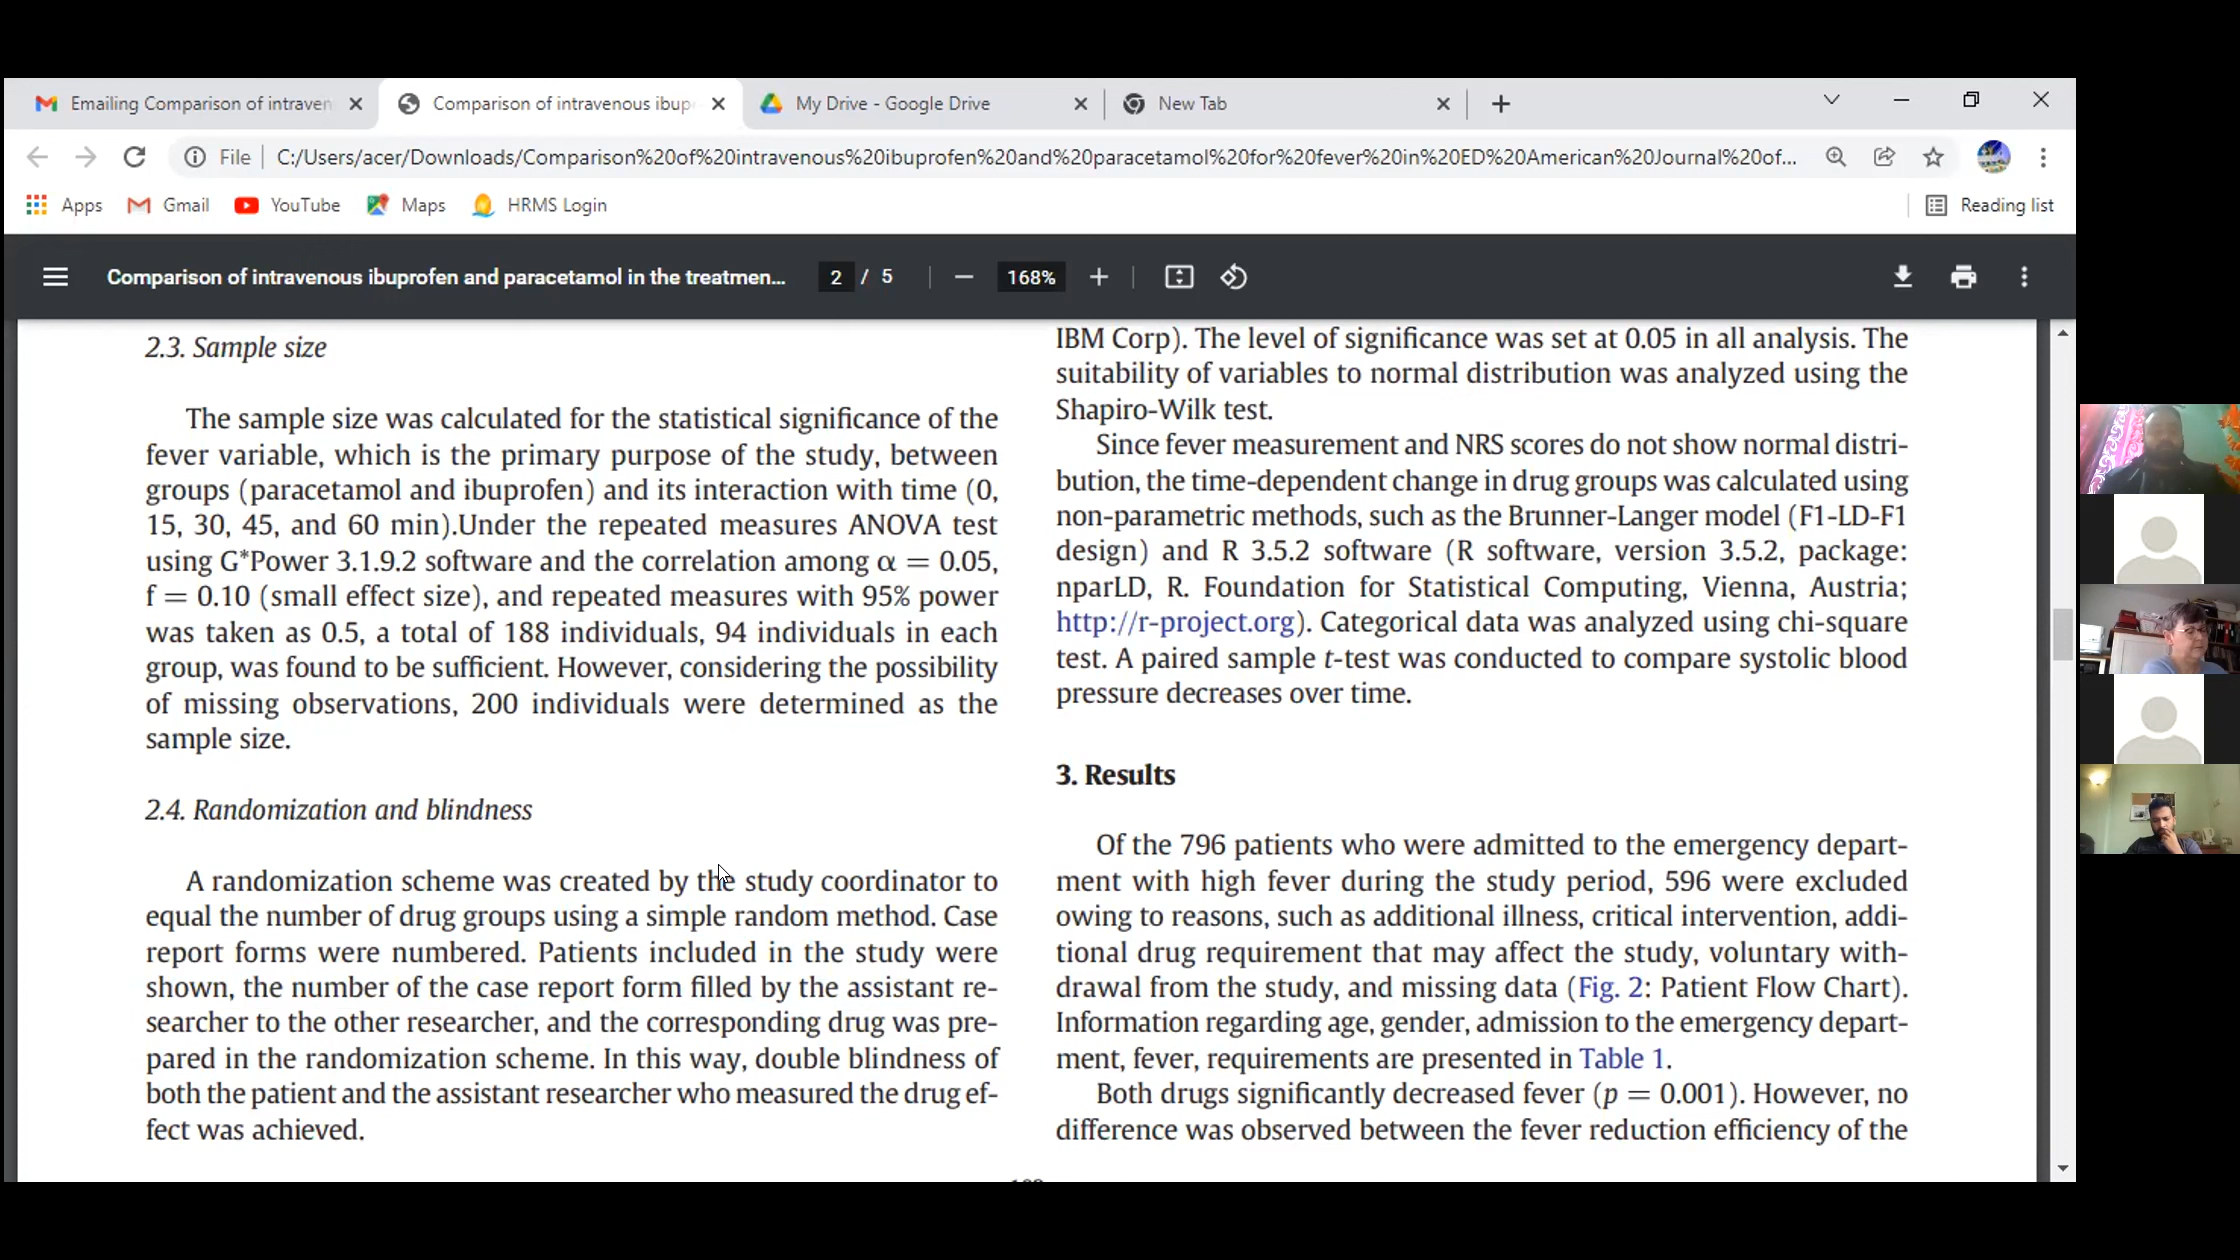 Emailing Comparison of intraven
Comparison of intravenous ibup
My Drive - Google Drive
New Tab
File
C:/Users/acer/Downloads/Comparison%20of%20intravenous%20ibuprofen%20and%20paracetamol%20for%20fever%20in%20ED%20American%20Journal%20of...
Apps
Gmail
YouTube
Maps
HRMS Login
Reading list
Comparison of intravenous ibuprofen and paracetamol in the treatmen...
2 / 5
168%
2.3. Sample size
The sample size was calculated for the statistical significance of the
fever variable, which is the primary purpose of the study, between
groups (paracetamol and ibuprofen) and its interaction with time (0,
15, 30, 45, and 60 min).Under the repeated measures ANOVA test
using G*Power 3.1.9.2 software and the correlation among α = 0.05,
f = 0.10 (small effect size), and repeated measures with 95% power
was taken as 0.5, a total of 188 individuals, 94 individuals in each
group, was found to be sufficient. However, considering the possibility
of missing observations, 200 individuals were determined as the
sample size.
2.4. Randomization and blindness
A randomization scheme was created by the study coordinator to
equal the number of drug groups using a simple random method. Case
report forms were numbered. Patients included in the study were
shown, the number of the case report form filled by the assistant re-
searcher to the other researcher, and the corresponding drug was pre-
pared in the randomization scheme. In this way, double blindness of
both the patient and the assistant researcher who measured the drug ef-
fect was achieved.
IBM Corp). The level of significance was set at 0.05 in all analysis. The
suitability of variables to normal distribution was analyzed using the
Shapiro-Wilk test.
Since fever measurement and NRS scores do not show normal distri-
bution, the time-dependent change in drug groups was calculated using
non-parametric methods, such as the Brunner-Langer model (F1-LD-F1
design) and R 3.5.2 software (R software, version 3.5.2, package:
nparLD, R. Foundation for Statistical Computing, Vienna, Austria;
http://r-project.org). Categorical data was analyzed using chi-square
test. A paired sample t-test was conducted to compare systolic blood
pressure decreases over time.
3. Results
Of the 796 patients who were admitted to the emergency depart-
ment with high fever during the study period, 596 were excluded
owing to reasons, such as additional illness, critical intervention, addi-
tional drug requirement that may affect the study, voluntary with-
drawal from the study, and missing data (Fig. 2: Patient Flow Chart).
Information regarding age, gender, admission to the emergency depart-
ment, fever, requirements are presented in Table 1.
Both drugs significantly decreased fever (p = 0.001). However, no
difference was observed between the fever reduction efficiency of the